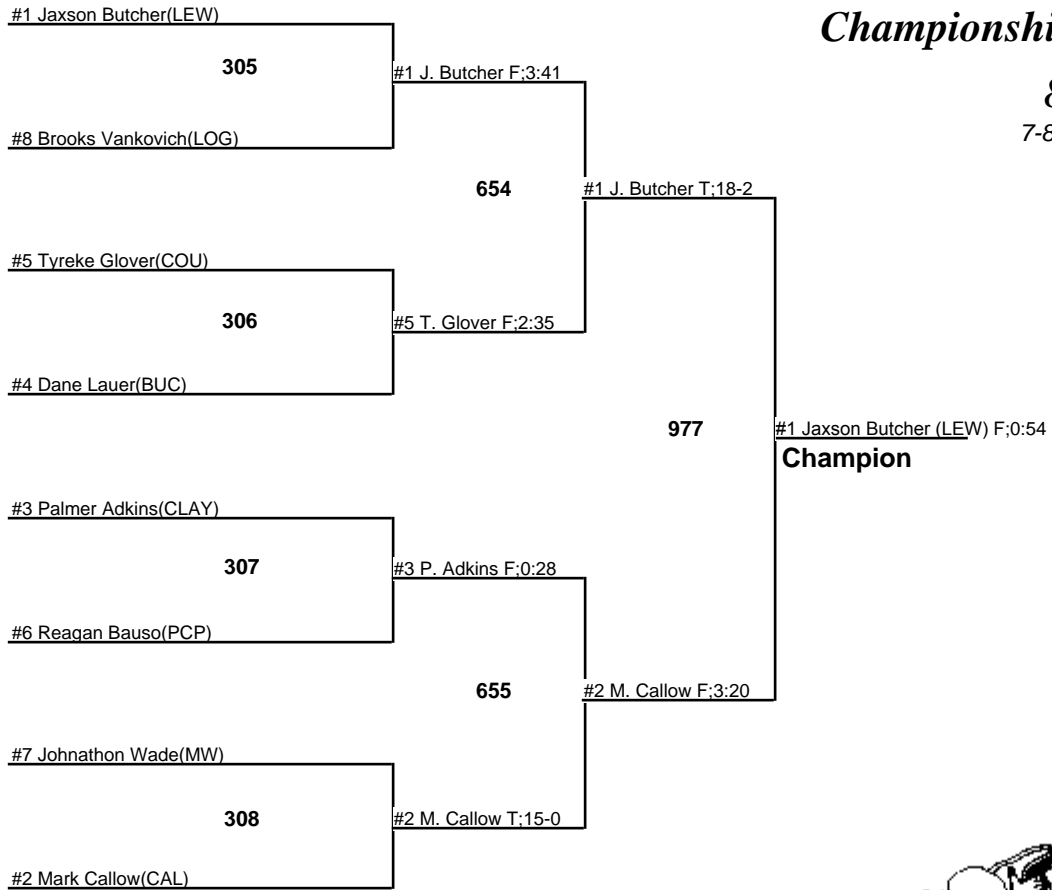 #1 Jaxson Butcher(LEW)
Championshi
305
#1 J. Butcher F;3:41
7-8
#8 Brooks Vankovich(LOG)
654
#1 J. Butcher T;18-2
#5 Tyreke Glover(COU)
306
#5 T. Glover F;2:35
#4 Dane Lauer(BUC)
977
#1 Jaxson Butcher (LEW) F;0:54
Champion
#3 Palmer Adkins(CLAY)
307
#3 P. Adkins F;0:28
#6 Reagan Bauso(PCP)
655
#2 M. Callow F;3:20
#7 Johnathon Wade(MW)
308
#2 M. Callow T;15-0
#2 Mark Callow(CAL)